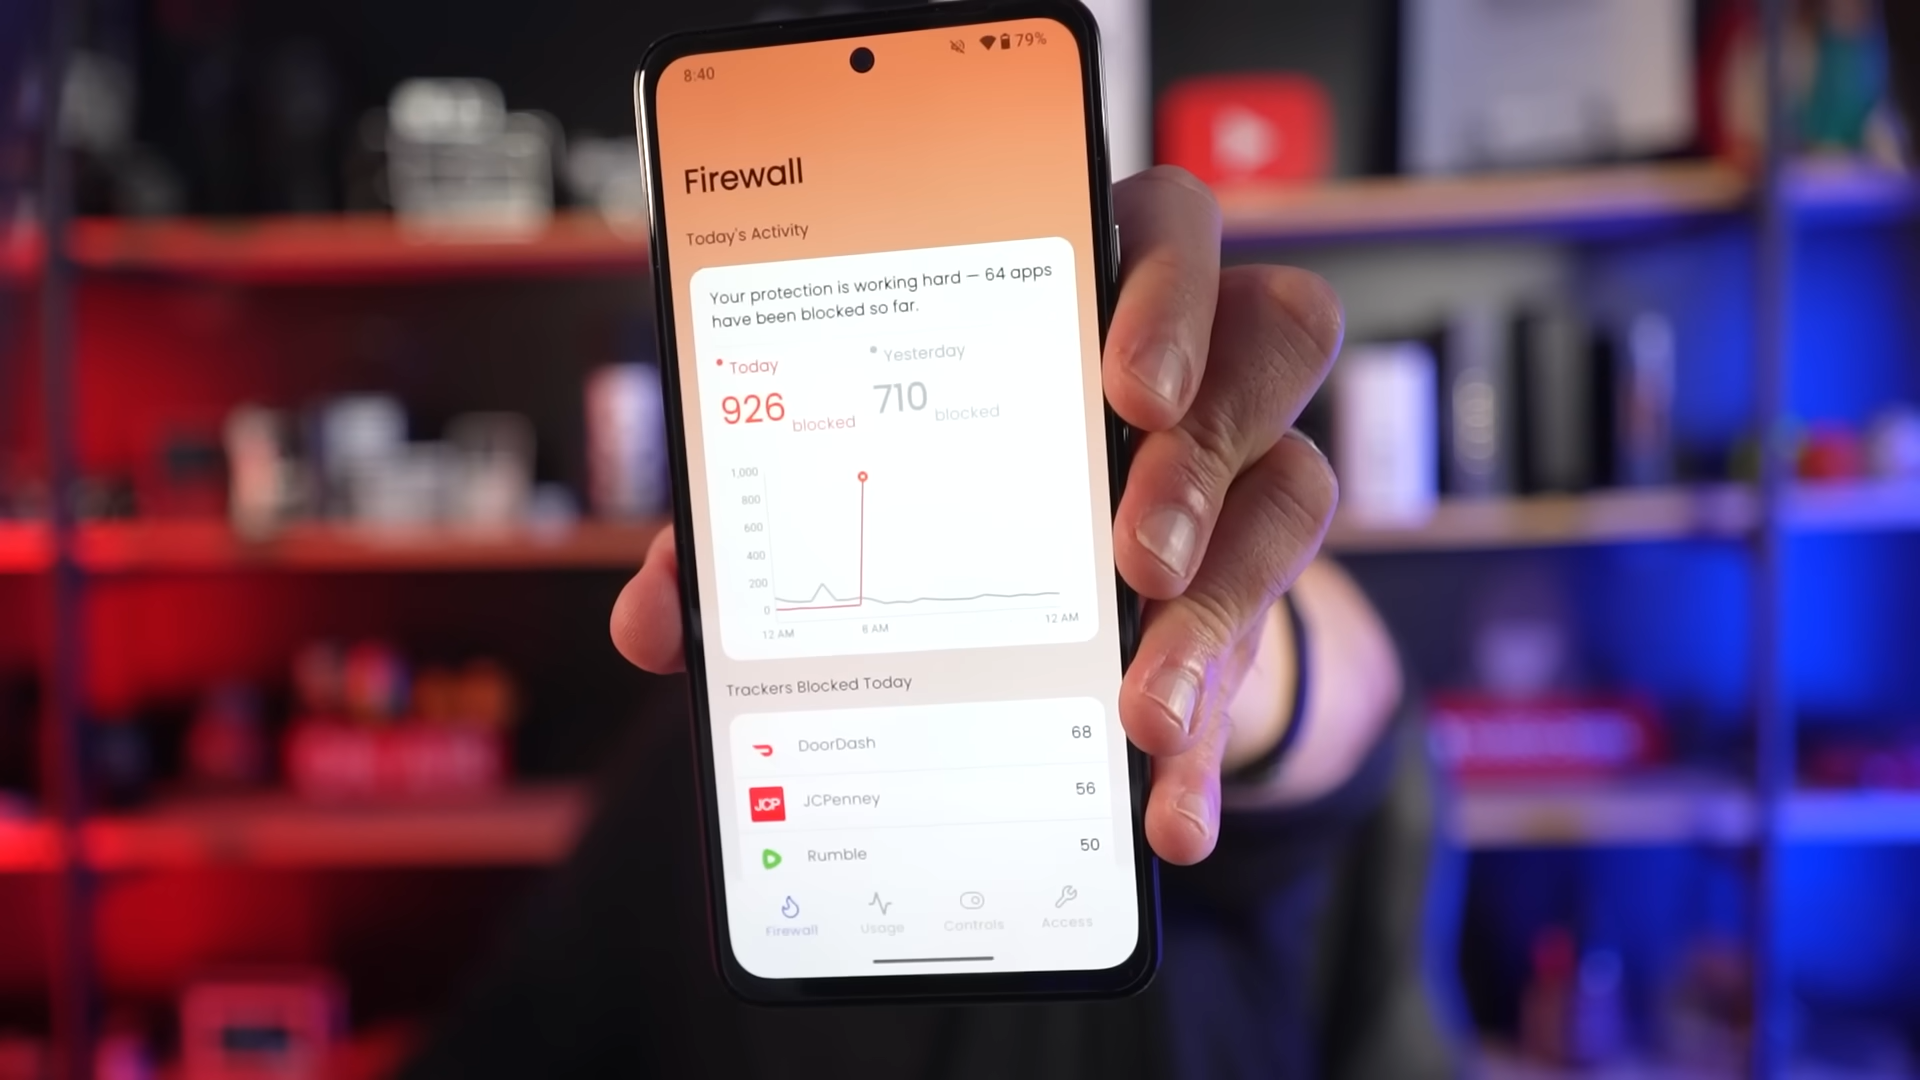 8:40
79%
Firewall
Today's Activity
Your protection is working hard — 64 apps
have been blocked so far.
Today
Yesterday
926 blocked
710 blocked
1,000
800
600
400
200
0
12 AM
6 AM
12 AM
Trackers Blocked Today
DoorDash
68
JCP
JCPenney
56
Rumble
50
Firewall
Usage
Controls
Access